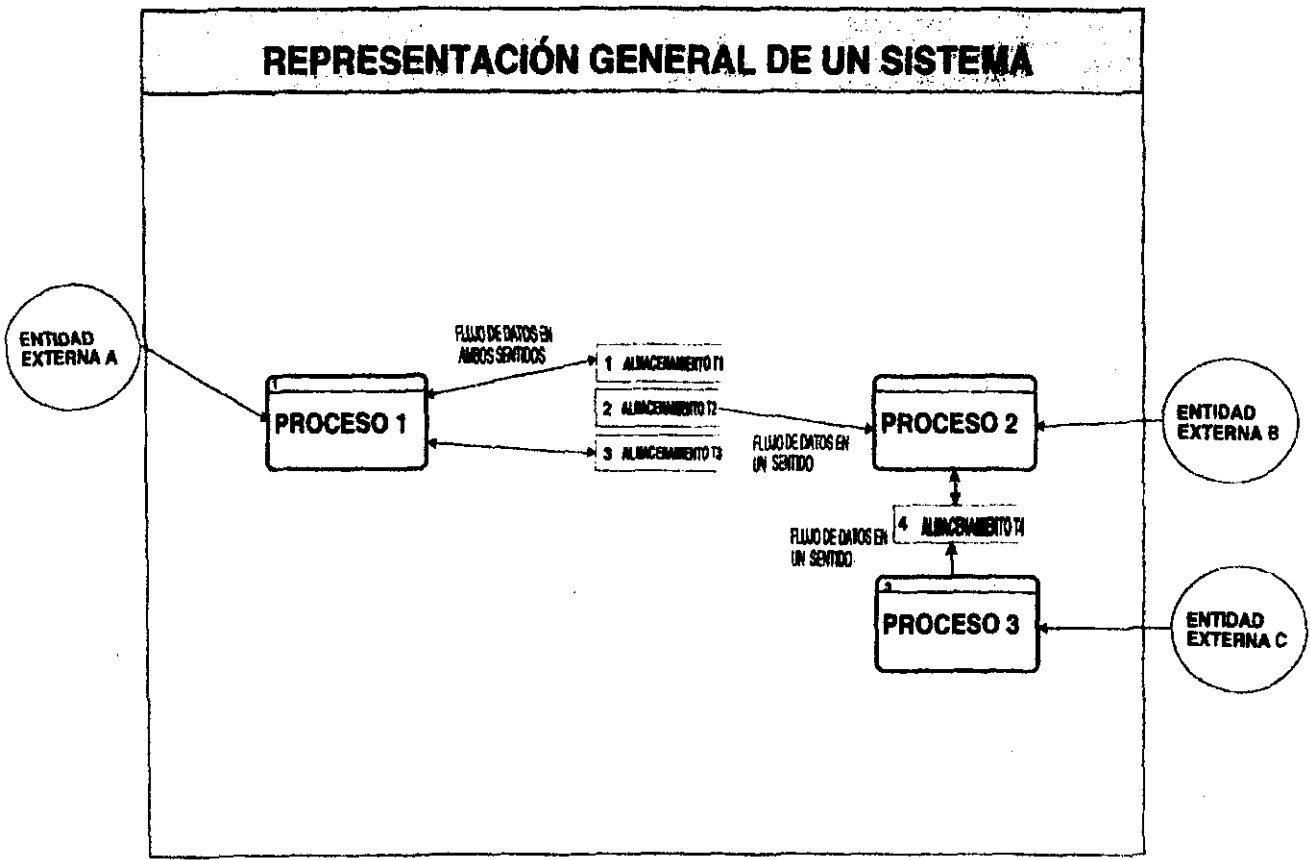 REPRESENTACIÓN GENERAL DE UN SISTEMA
ENTIDAD
EXTERNA A
FLUJO DE DATOS EN
AMBOS SENTIDOS
1
PROCESO 1
1 ALMACENAMIENTO T1
2 ALMACENAMIENTO T2
3 ALMACENAMIENTO T3
FLUJO DE DATOS EN
UN SENTIDO
PROCESO 2
ENTIDAD
EXTERNA B
4 ALMACENAMIENTO T4
FLUJO DE DATOS EN
UN SENTIDO
3
PROCESO 3
ENTIDAD
EXTERNA C